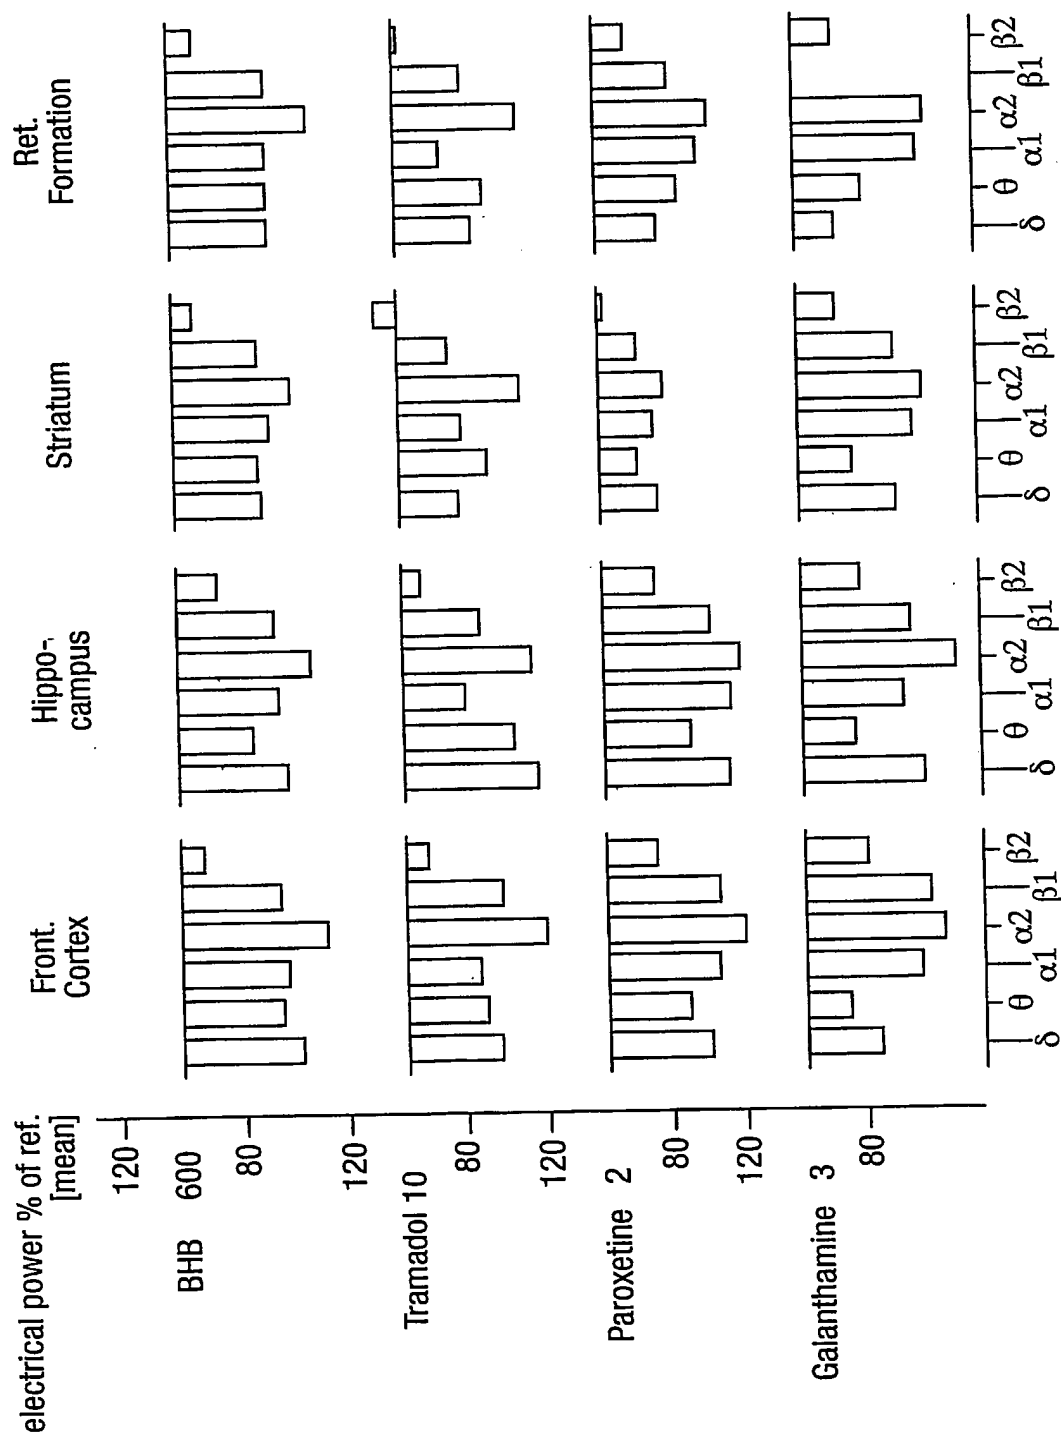 electrical power % of ref.
[mean]
Front.
Cortex
Hippo-
campus
Striatum
Ret.
Formation
120
BHB 600
80
120
Tramadol 10
80
120
Paroxetine 2
80
120
Galanthamine 3
80
δ θ α1 α2 β1 β2
δ θ α1 α2 β1 β2
δ θ α1 α2 β1 β2
δ θ α1 α2 β1 β2